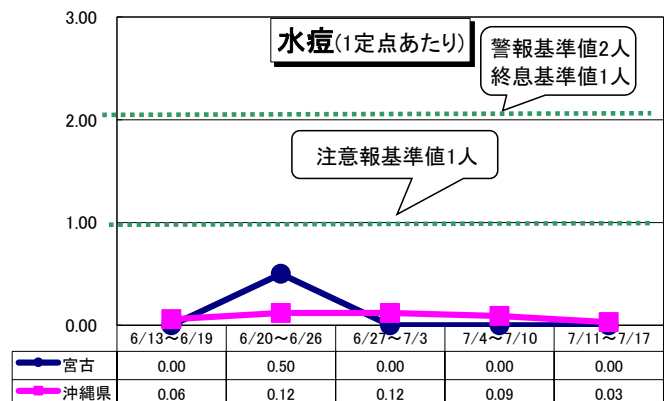 水痘(1定点あたり)
警報基準値2人
終息基準値1人
注意報基準値1人
3.00
2.00
1.00
0.00
6/13～6/19 6/20～6/26 6/27～7/3 7/4～7/10 7/11～7/17
宮古 0.00 0.50 0.00 0.00 0.00
沖縄県 0.06 0.12 0.12 0.09 0.03